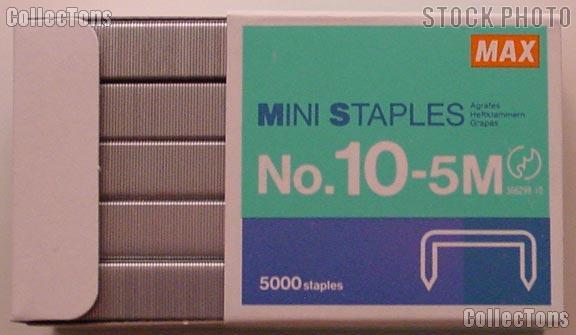 CollecTons
STOCK PHOTO
MAX
MINI STAPLES
Agrafes
Heftklammern
Grapas
No.10-5M
5000 staples
CollecTons